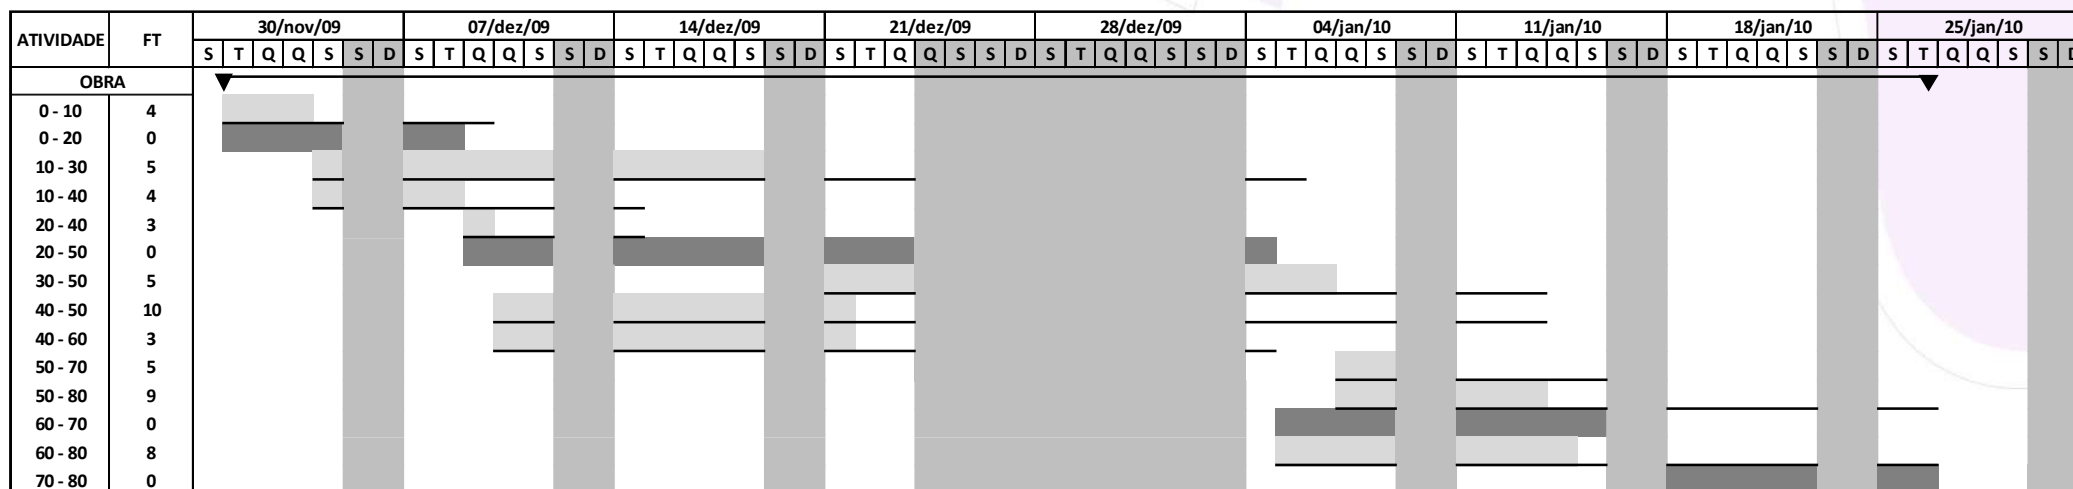 ATIVIDADE FT 30/nov/09 07/dez/09 14/dez/09 21/dez/09 28/dez/09 04/jan/10 11/jan/10 18/jan/10 25/jan/10
S T Q Q S S D S T Q Q S S D S T Q Q S S D S T Q Q S S D S T Q Q S S D S T Q Q S S D S T Q Q S S D S T Q Q S S D S T Q Q S S D
OBRA
0 - 10 4
0 - 20 0
10 - 30 5
10 - 40 4
20 - 40 3
20 - 50 0
30 - 50 5
40 - 50 10
40 - 60 3
50 - 70 5
50 - 80 9
60 - 70 0
60 - 80 8
70 - 80 0